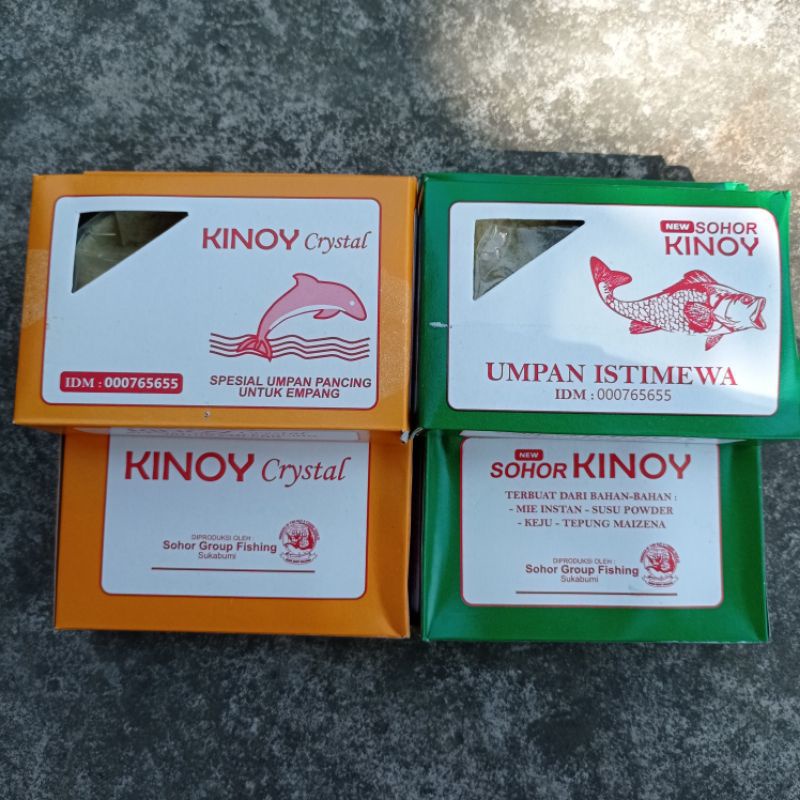 KINOY Crystal
IDM : 000765655
SPESIAL UMPAN PANCING
UNTUK EMPANG
NEW SOHOR
KINOY
UMPAN ISTIMEWA
IDM : 000765655
KINOY Crystal
DIPRODUKSI OLEH :
Sohor Group Fishing
Sukabumi
NEW
SOHOR KINOY
TERBUAT DARI BAHAN-BAHAN :
- MIE INSTAN - SUSU POWDER
- KEJU - TEPUNG MAIZENA
DIPRODUKSI OLEH :
Sohor Group Fishing
Sukabumi